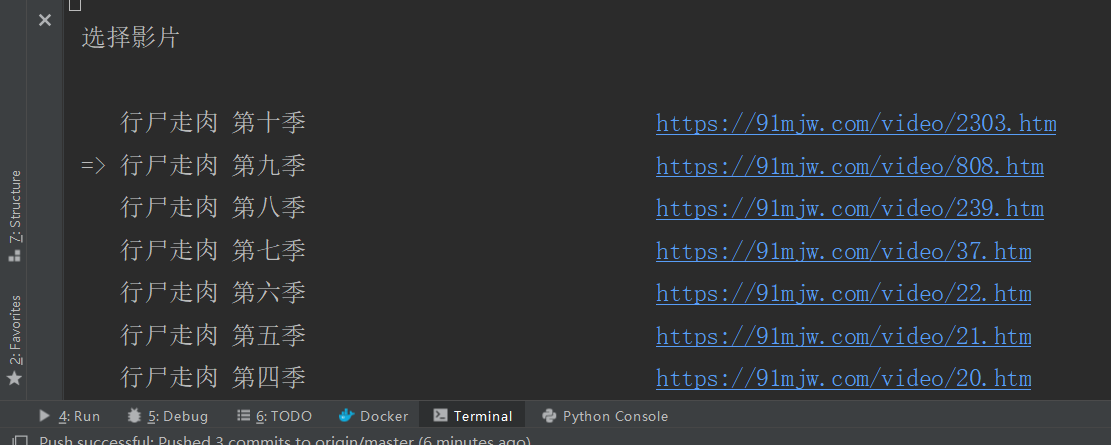 选择影片
行尸走肉 第十季 https://91mjw.com/video/2303.htm
=> 行尸走肉 第九季 https://91mjw.com/video/808.htm
行尸走肉 第八季 https://91mjw.com/video/239.htm
行尸走肉 第七季 https://91mjw.com/video/37.htm
行尸走肉 第六季 https://91mjw.com/video/22.htm
行尸走肉 第五季 https://91mjw.com/video/21.htm
行尸走肉 第四季 https://91mjw.com/video/20.htm
7: Structure
2: Favorites
4: Run 5: Debug 6: TODO Docker Terminal Python Console
Push successful: Pushed 3 commits to origin/master (6 minutes ago)